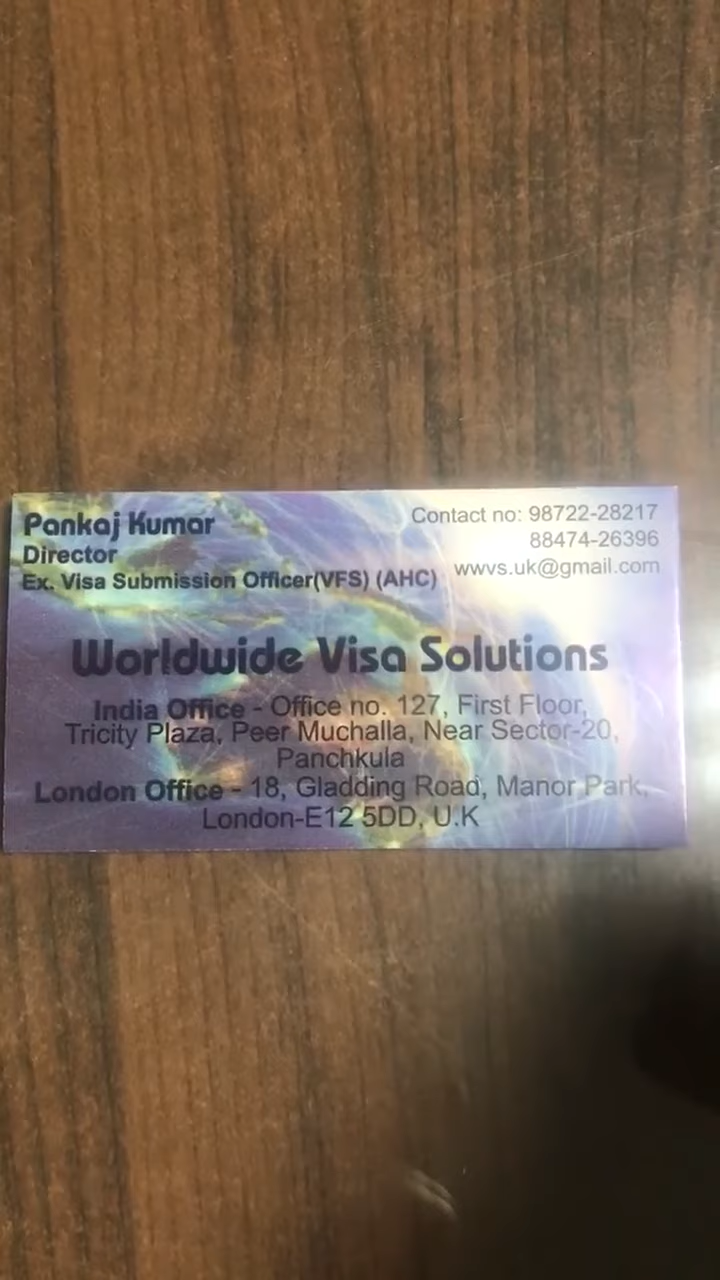 Pankaj Kumar
Director
Ex. Visa Submission Officer(VFS) (AHC)
Contact no: 98722-28217
88474-26396
wwvs.uk@gmail.com
Worldwide Visa Solutions
India Office - Office no. 127, First Floor,
Tricity Plaza, Peer Muchalla, Near Sector-20,
Panchkula
London Office - 18, Gladding Road, Manor Park,
London-E12 5DD, U.K